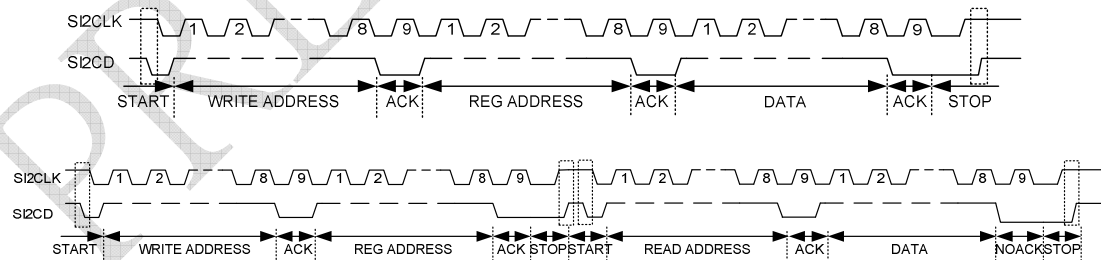 SI2CLK 1 2 8 9 1 2 8 9 1 2 8 9
SI2CD
START WRITE ADDRESS ACK REG ADDRESS ACK DATA ACK STOP
SI2CLK 1 2 8 9 1 2 8 9 1 2 8 9 1 2 8 9
SI2CD
START WRITE ADDRESS ACK REG ADDRESS ACK STOP START READ ADDRESS ACK DATA NOACK STOP